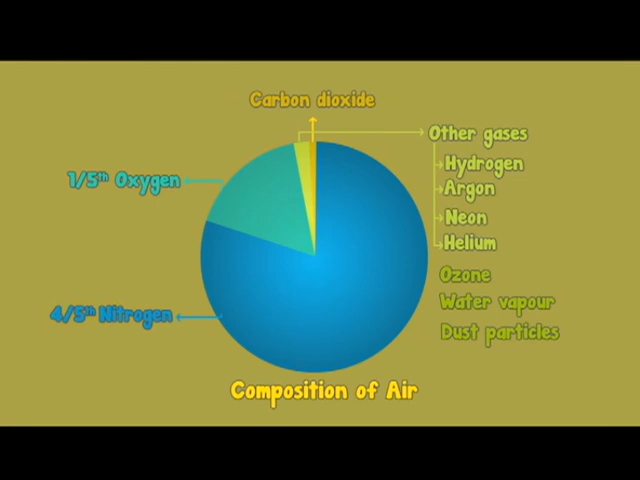 Carbon dioxide
Other gases
1/5th Oxygen
Hydrogen
Argon
Neon
Helium
Ozone
Water vapour
4/5th Nitrogen
Dust particles
Composition of Air